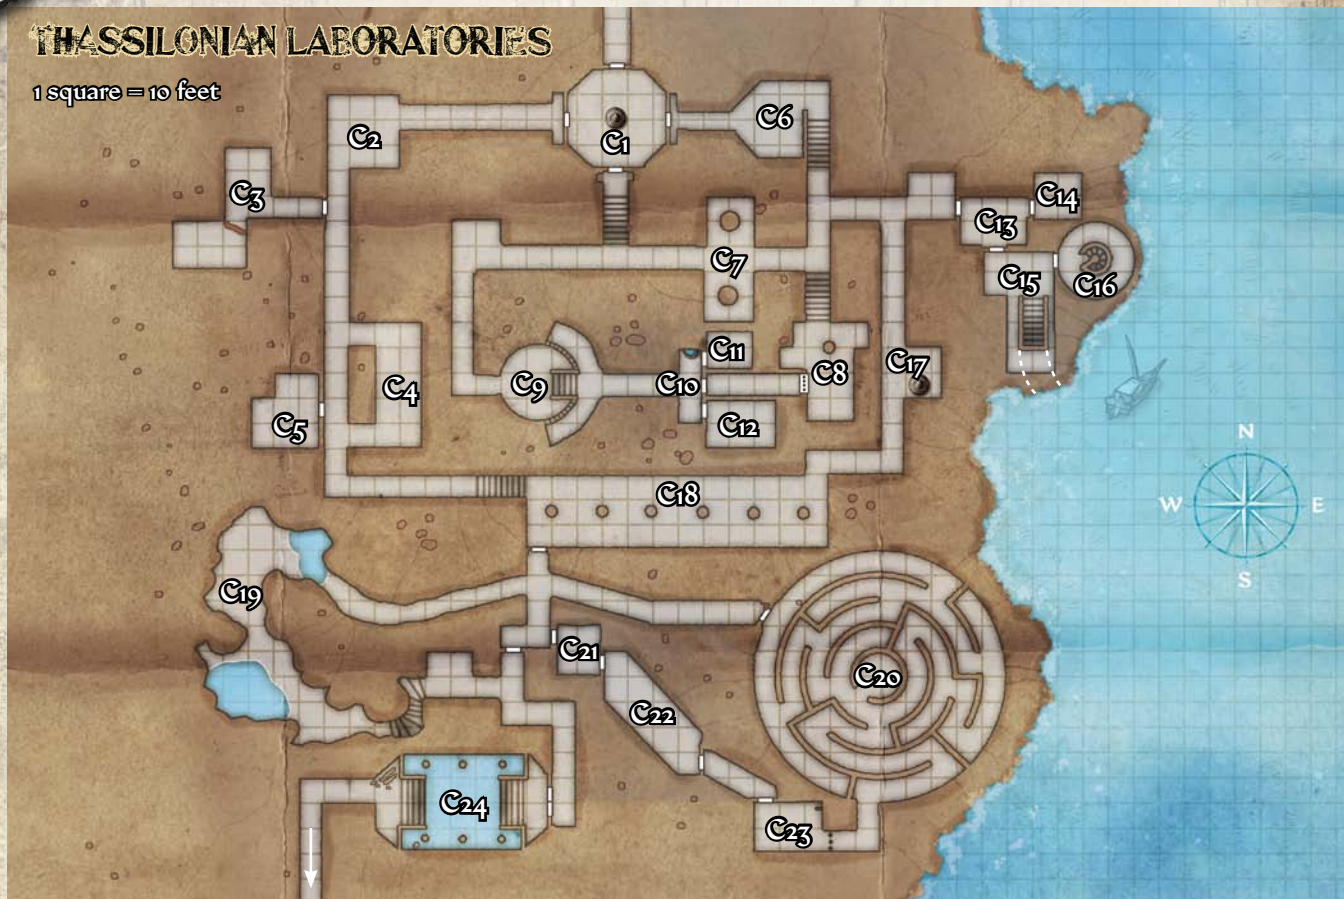 THASSILONIAN LABORATORIES
1 square = 10 feet
C1
C2
C6
C3
C14
C13
C7
C15
C16
C11
C17
C9
C10
C8
C4
C5
C12
C18
N
W
E
S
C19
C21
C20
C22
C24
C23